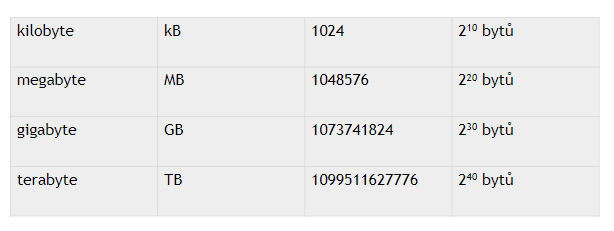 kilobyte kB 1024 2¹⁰ bytů
megabyte MB 1048576 2²⁰ bytů
gigabyte GB 1073741824 2³⁰ bytů
terabyte TB 1099511627776 2⁴⁰ bytů